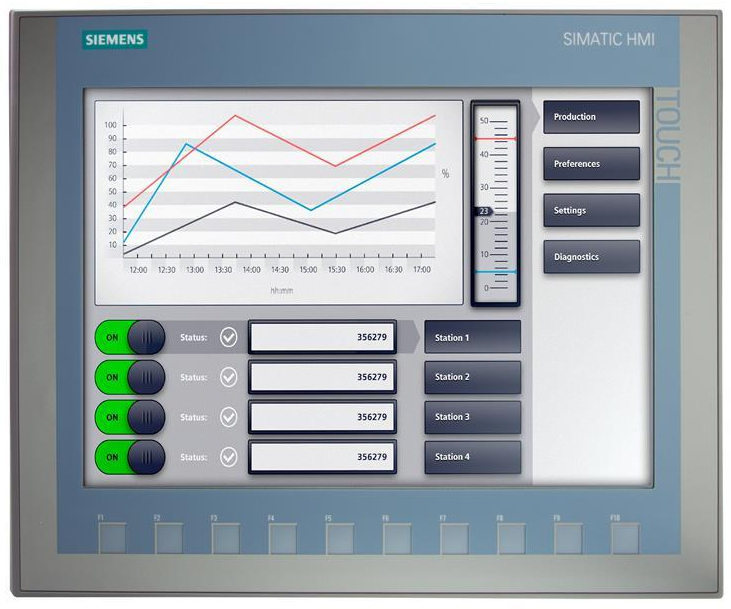 SIEMENS
SIMATIC HMI
TOUCH
100
90
80
70
60
50
40
30
20
10
%
12:00 12:30 13:00 13:30 14:00 14:30 15:00 15:30 16:00 16:30 17:00
hh:mm
50
40
30
23
20
10
0
Production
Preferences
Settings
Diagnostics
ON Status: 356279 Station 1
ON Status: 356279 Station 2
ON Status: 356279 Station 3
ON Status: 356279 Station 4
F1 F2 F3 F4 F5 F6 F7 F8 F9 F10